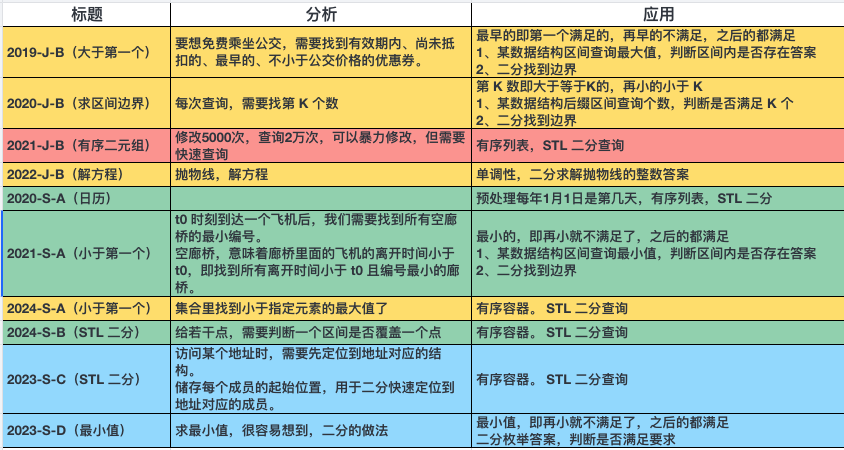 标题
分析
应用
2019-J-B（大于第一个）
要想免费乘坐公交，需要找到有效期内、尚未抵
扣的、最早的、不小于公交价格的优惠券。
最早的即第一个满足的，再早的不满足，之后的都满足
1、某数据结构区间查询最大值，判断区间内是否存在答案
2、二分找到边界
2020-J-B（求区间边界）
每次查询，需要找第 K 个数
第 K 数即大于等于K的，再小的小于 K
1、某数据结构后缀区间查询个数，判断是否满足 K 个
2、二分找到边界
2021-J-B（有序二元组）
修改5000次，查询2万次，可以暴力修改，但需要
快速查询
有序列表，STL 二分查询
2022-J-B（解方程）
抛物线，解方程
单调性，二分求解抛物线的整数答案
2020-S-A（日历）
预处理每年1月1日是第几天，有序列表，STL 二分
2021-S-A（小于第一个）
t0 时刻到达一个飞机后，我们需要找到所有空廊
桥的最小编号。
空廊桥，意味着廊桥里面的飞机的离开时间小于
t0，即找到所有离开时间小于 t0 且编号最小的廊
桥。
最小的，即再小就不满足了，之后的都满足
1、某数据结构区间查询最小值，判断区间内是否存在答案
2、二分找到边界
2024-S-A（小于第一个）
集合里找到小于指定元素的最大值了
有序容器。 STL 二分查询
2024-S-B（STL 二分）
给若干点，需要判断一个区间是否覆盖一个点
有序容器。 STL 二分查询
2023-S-C（STL 二分）
访问某个地址时，需要先定位到地址对应的结
构。
储存每个成员的起始位置，用于二分快速定位到
地址对应的成员。
有序容器。 STL 二分查询
2023-S-D（最小值）
求最小值，很容易想到，二分的做法
最小值，即再小就不满足了，之后的都满足
二分枚举答案，判断是否满足要求